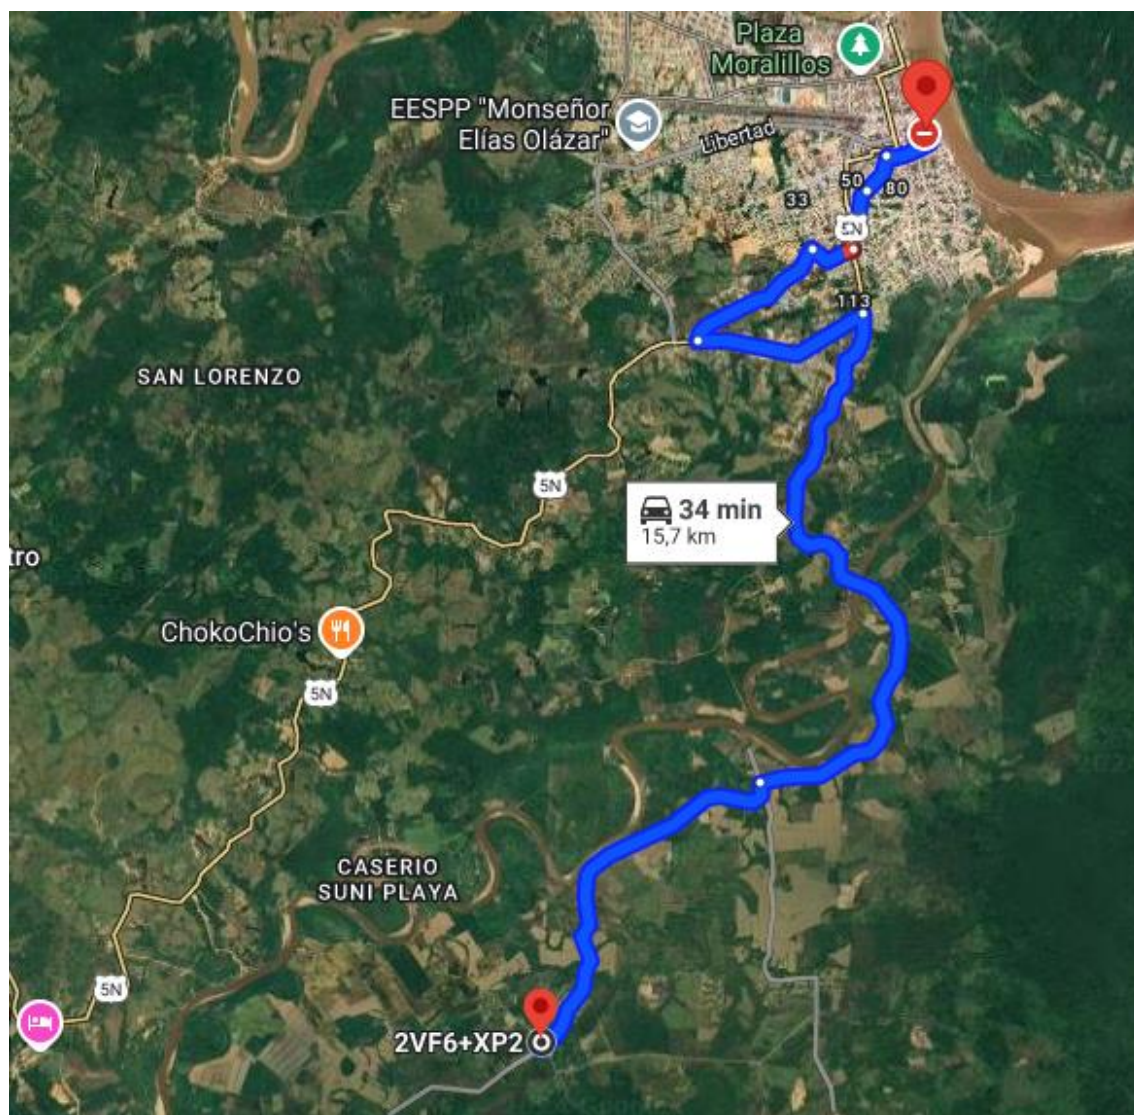 Plaza
Moralillos
EESPP "Monseñor
Elías Olázar"
Libertad
50
80
33
5N
113
SAN LORENZO
5N
34 min
15,7 km
tro
ChokoChio's
5N
CASERIO
SUNI PLAYA
5N
2VF6+XP2